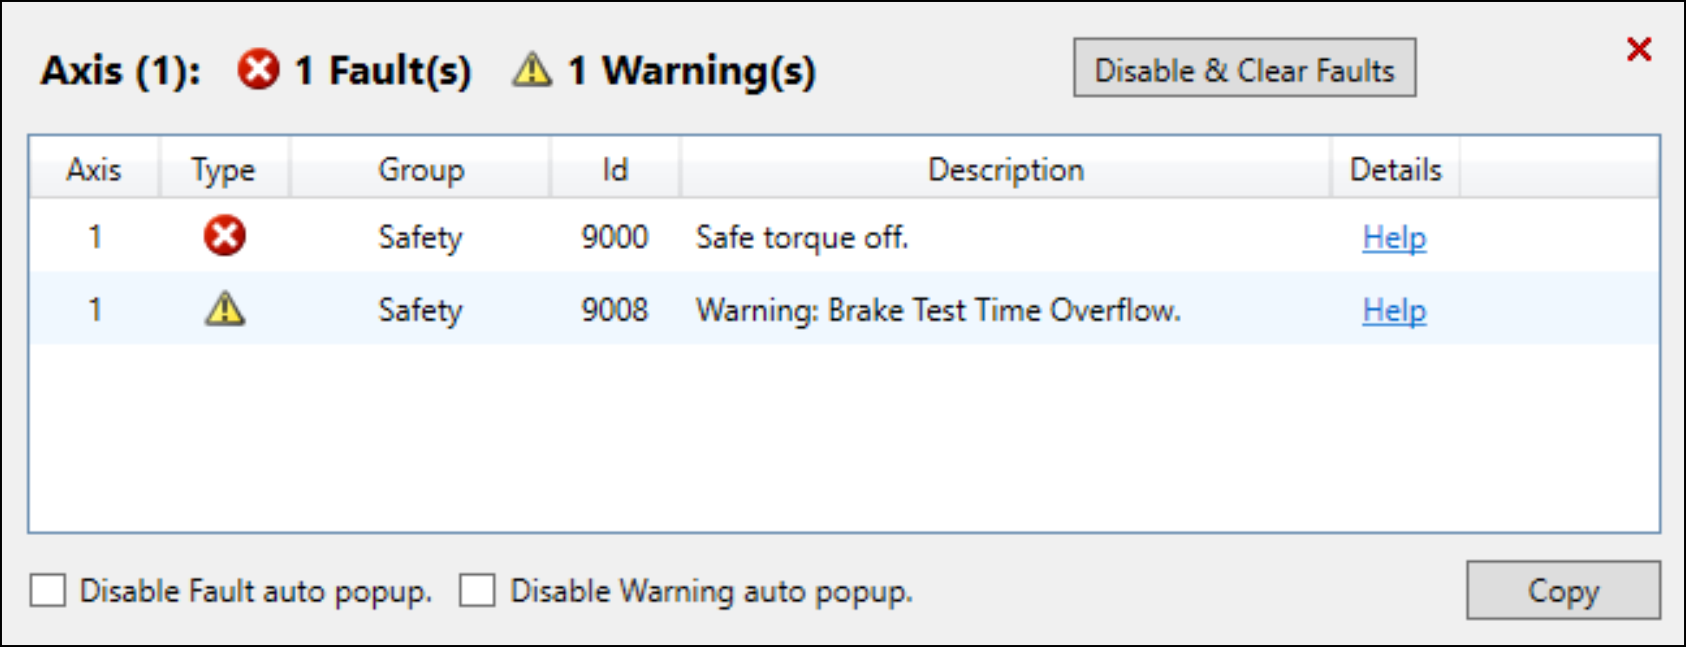 Axis (1): 1 Fault(s) 1 Warning(s) Disable & Clear Faults
Axis Type Group Id Description Details
1 Safety 9000 Safe torque off. Help
1 Safety 9008 Warning: Brake Test Time Overflow. Help
Disable Fault auto popup. Disable Warning auto popup. Copy